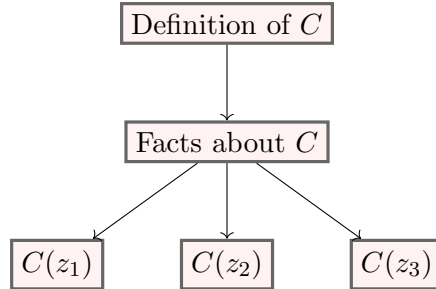 Definition of C
Facts about C
C(z₁) C(z₂) C(z₃)